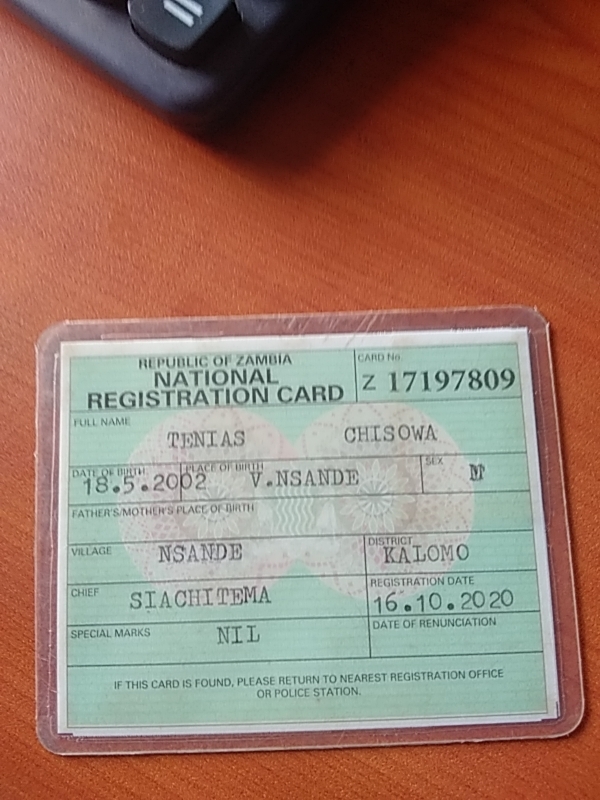 REPUBLIC OF ZAMBIA
NATIONAL
REGISTRATION CARD
CARD No.
Z 17197809
FULL NAME
TENIAS CHISOWA
DATE OF BIRTH
18.5.2002
PLACE OF BIRTH
V.NSANDE
SEX
M
FATHER'S/MOTHER'S PLACE OF BIRTH
VILLAGE NSANDE
DISTRICT
KALOMO
CHIEF SIACHITEMA
REGISTRATION DATE
16.10.2020
SPECIAL MARKS NIL
DATE OF RENUNCIATION
IF THIS CARD IS FOUND, PLEASE RETURN TO NEAREST REGISTRATION OFFICE
OR POLICE STATION.